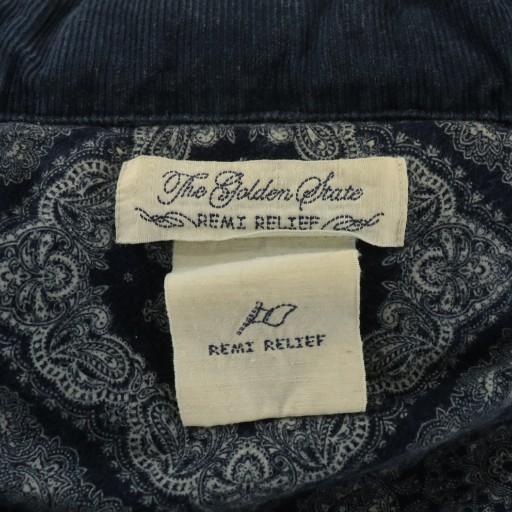 The Golden State
REMI RELIEF
REMI RELIEF